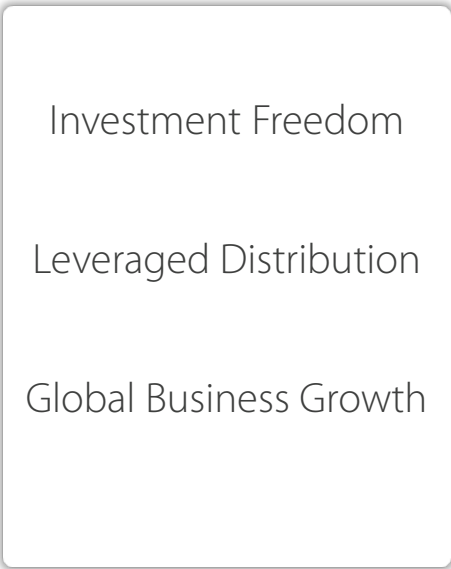 Investment Freedom
Leveraged Distribution
Global Business Growth